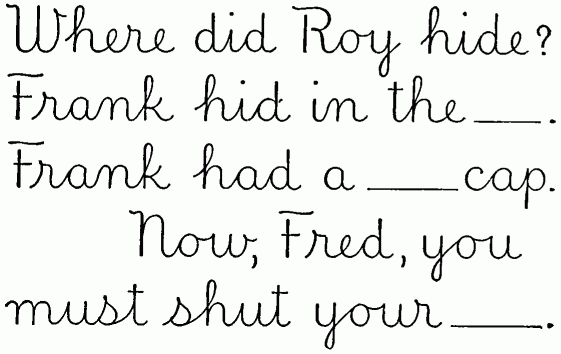 Where did Roy hide?
Frank hid in the ___.
Frank had a ___ cap.
Now, Fred, you
must shut your ___.